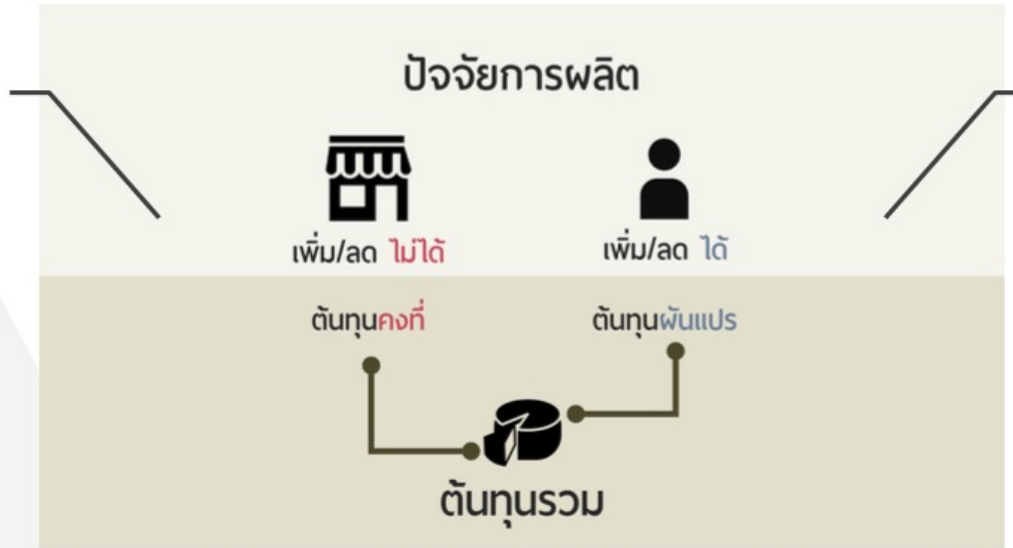 ปัจจัยการผลิต
เพิ่ม/ลด ไม่ได้
เพิ่ม/ลด ได้
ต้นทุนคงที่
ต้นทุนผันแปร
ต้นทุนรวม